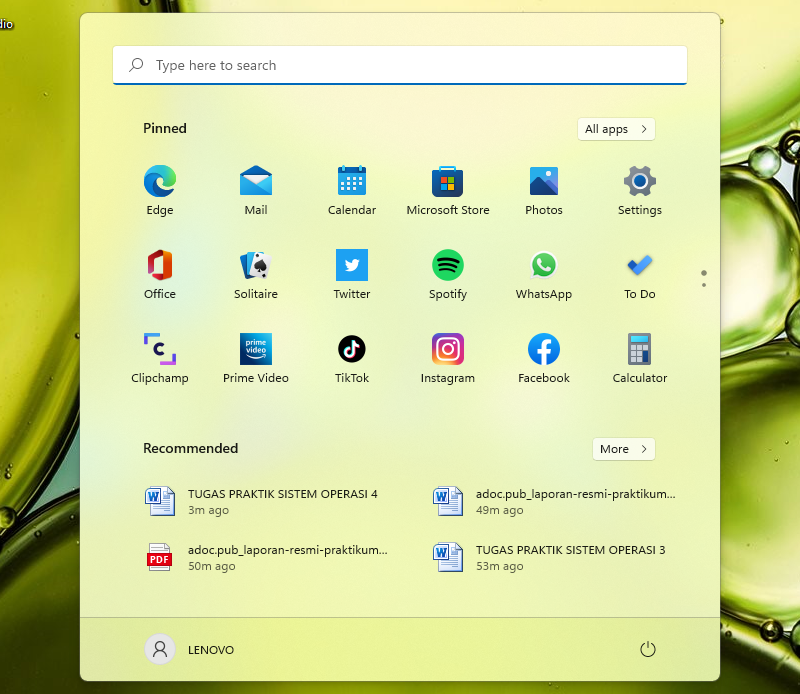 dio
Type here to search
Pinned
All apps
Edge
Mail
Calendar
Microsoft Store
Photos
Settings
Office
Solitaire
Twitter
Spotify
WhatsApp
To Do
prime
video
Clipchamp
Prime Video
TikTok
Instagram
Facebook
Calculator
Recommended
More
TUGAS PRAKTIK SISTEM OPERASI 4
3m ago
adoc.pub_laporan-resmi-praktikum...
49m ago
PDF
adoc.pub_laporan-resmi-praktikum...
50m ago
TUGAS PRAKTIK SISTEM OPERASI 3
53m ago
LENOVO